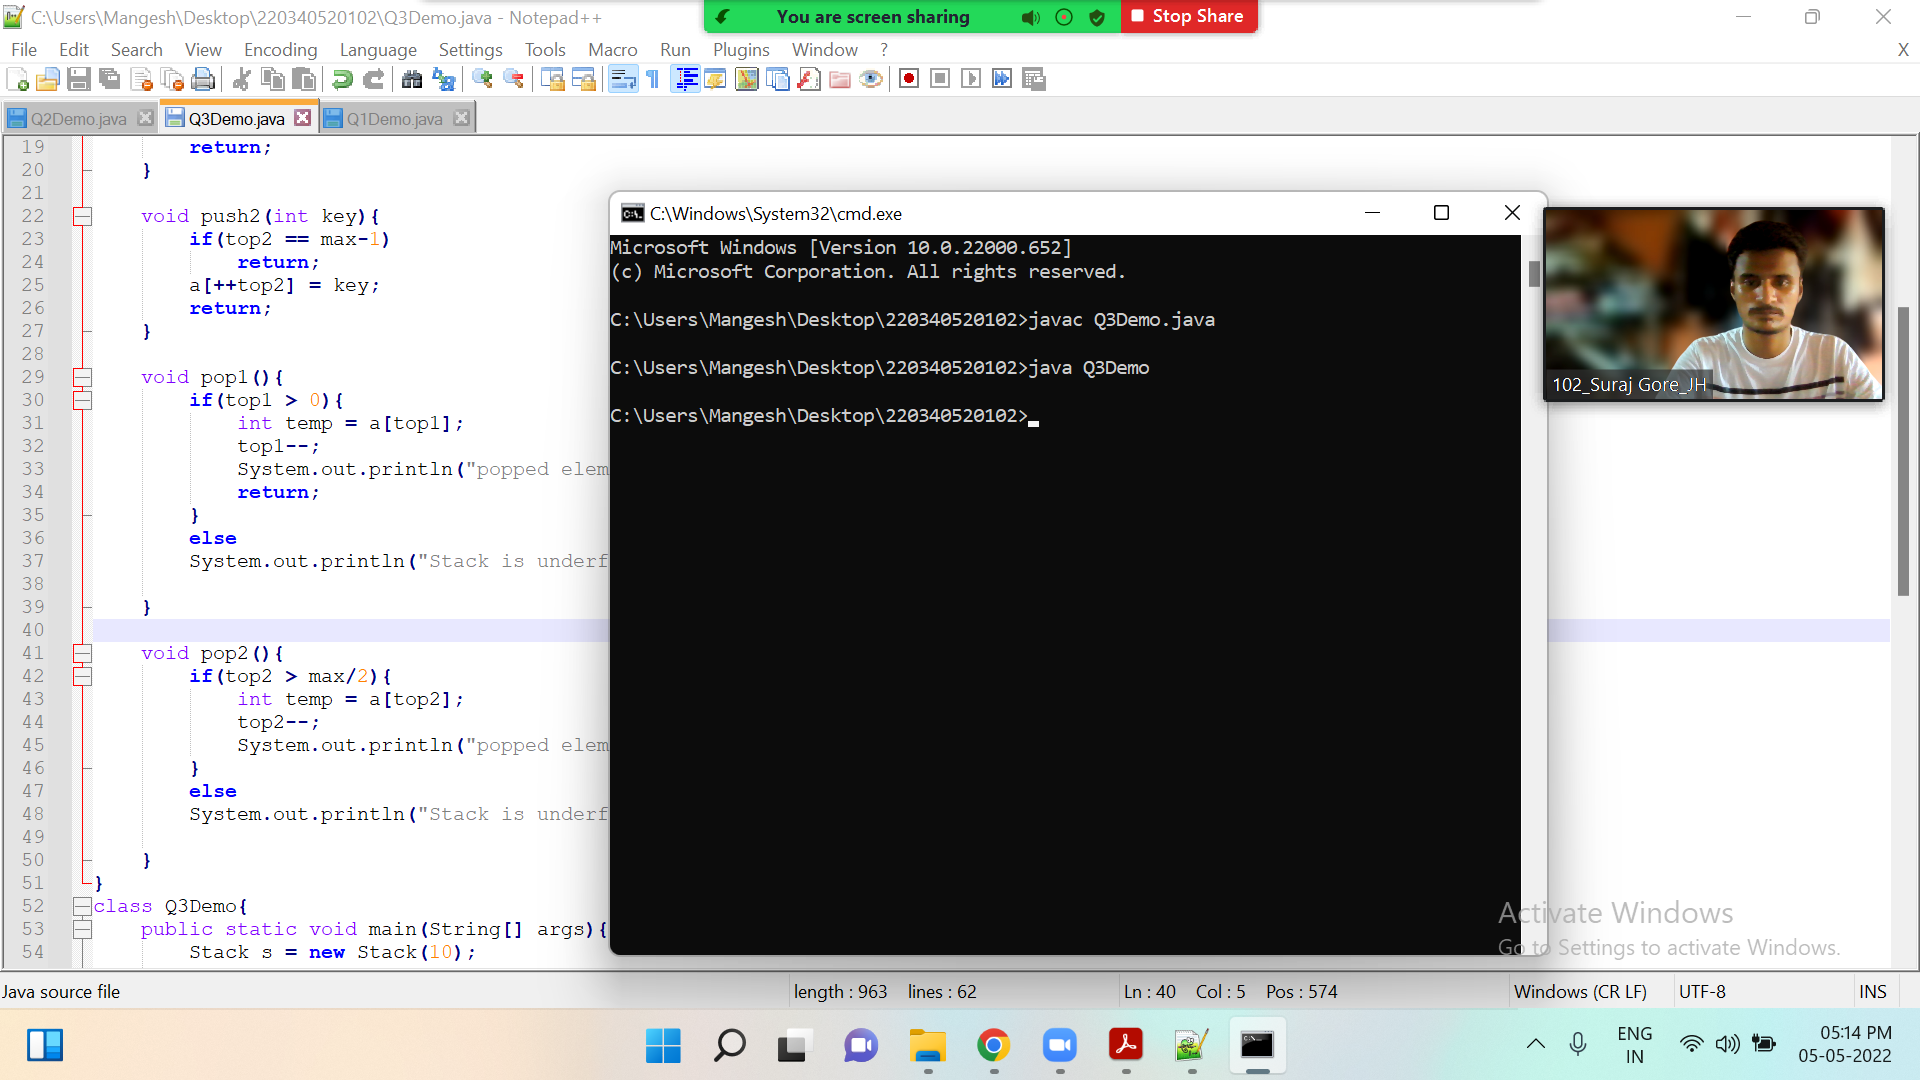 C:\Users\Mangesh\Desktop\220340520102\Q3Demo.java - Notepad++
You are screen sharing
Stop Share
File Edit Search View Encoding Language Settings Tools Macro Run Plugins Window ? X
Q2Demo.java Q3Demo.java Q1Demo.java
19 return;
20 }
21
22 void push2(int key){
23 if(top2 == max-1)
24 return;
25 a[++top2] = key;
26 return;
27 }
28
29 void pop1(){
30 if(top1 > 0){
31 int temp = a[top1];
32 top1--;
33 System.out.println("popped elem
34 return;
35 }
36 else
37 System.out.println("Stack is underf
38
39 }
40
41 void pop2(){
42 if(top2 > max/2){
43 int temp = a[top2];
44 top2--;
45 System.out.println("popped elem
46 }
47 else
48 System.out.println("Stack is underf
49
50 }
51 }
52 class Q3Demo{
53 public static void main(String[] args){
54 Stack s = new Stack(10);
C:\Windows\System32\cmd.exe
Microsoft Windows [Version 10.0.22000.652]
(c) Microsoft Corporation. All rights reserved.
C:\Users\Mangesh\Desktop\220340520102>javac Q3Demo.java
C:\Users\Mangesh\Desktop\220340520102>java Q3Demo
C:\Users\Mangesh\Desktop\220340520102>
102_Suraj Gore_JH
Activate Windows
Go to Settings to activate Windows.
Java source file length : 963 lines : 62 Ln : 40 Col : 5 Pos : 574 Windows (CR LF) UTF-8 INS
ENG
IN
05:14 PM
05-05-2022